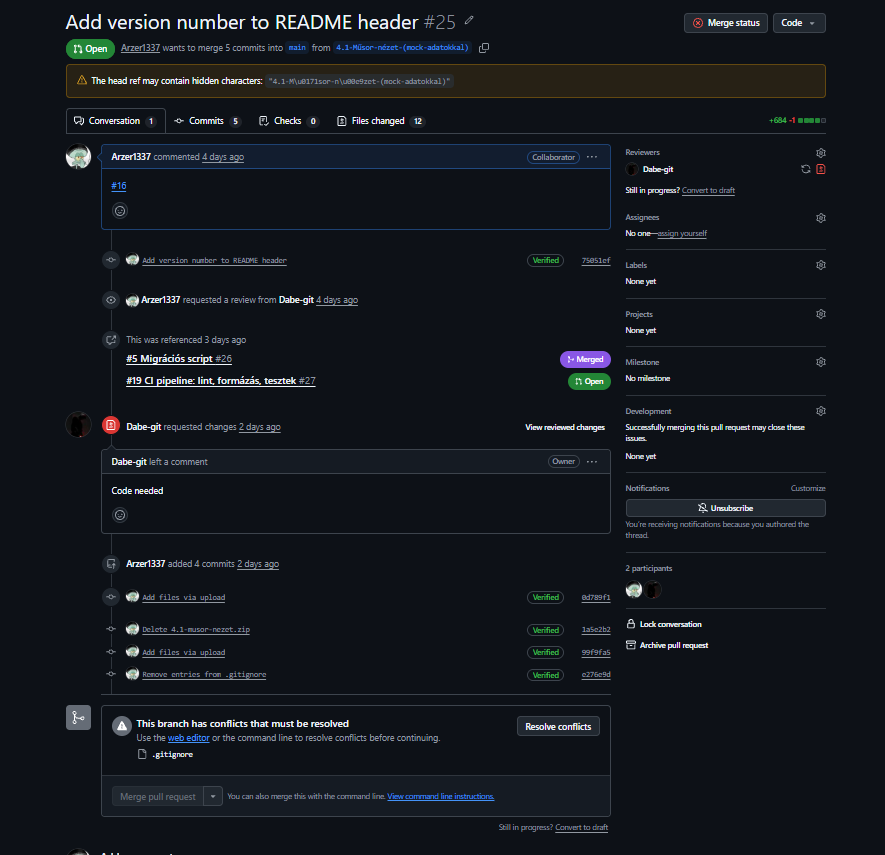 Add version number to README header #25
Merge status
Code
Open
Arzer1337 wants to merge 5 commits into main from 4.1-Műsor-nézet-(mock-adatokkal)
The head ref may contain hidden characters: "4.1-M\u0171sor-n\u00e9zet-(mock-adatokkal)"
Conversation 1
Commits 5
Checks 0
Files changed 12
+684 -1
Arzer1337 commented 4 days ago
Collaborator
#16
Add version number to README header
Verified
75051ef
Arzer1337 requested a review from Dabe-git 4 days ago
This was referenced 3 days ago
#5 Migrációs script #26
Merged
#19 CI pipeline: lint, formázás, tesztek #27
Open
Dabe-git requested changes 2 days ago
View reviewed changes
Dabe-git left a comment
Owner
Code needed
Arzer1337 added 4 commits 2 days ago
Add files via upload
Verified
0d789f1
Delete 4.1-musor-nezet.zip
Verified
1a5e2b2
Add files via upload
Verified
99f9fa5
Remove entries from .gitignore
Verified
e276e9d
This branch has conflicts that must be resolved
Use the web editor or the command line to resolve conflicts before continuing.
Resolve conflicts
.gitignore
Merge pull request
You can also merge this with the command line. View command line instructions.
Still in progress? Convert to draft
Reviewers
Dabe-git
Still in progress? Convert to draft
Assignees
No one—assign yourself
Labels
None yet
Projects
None yet
Milestone
No milestone
Development
Successfully merging this pull request may close these
issues.
None yet
Notifications
Customize
Unsubscribe
You're receiving notifications because you authored the
thread.
2 participants
Lock conversation
Archive pull request